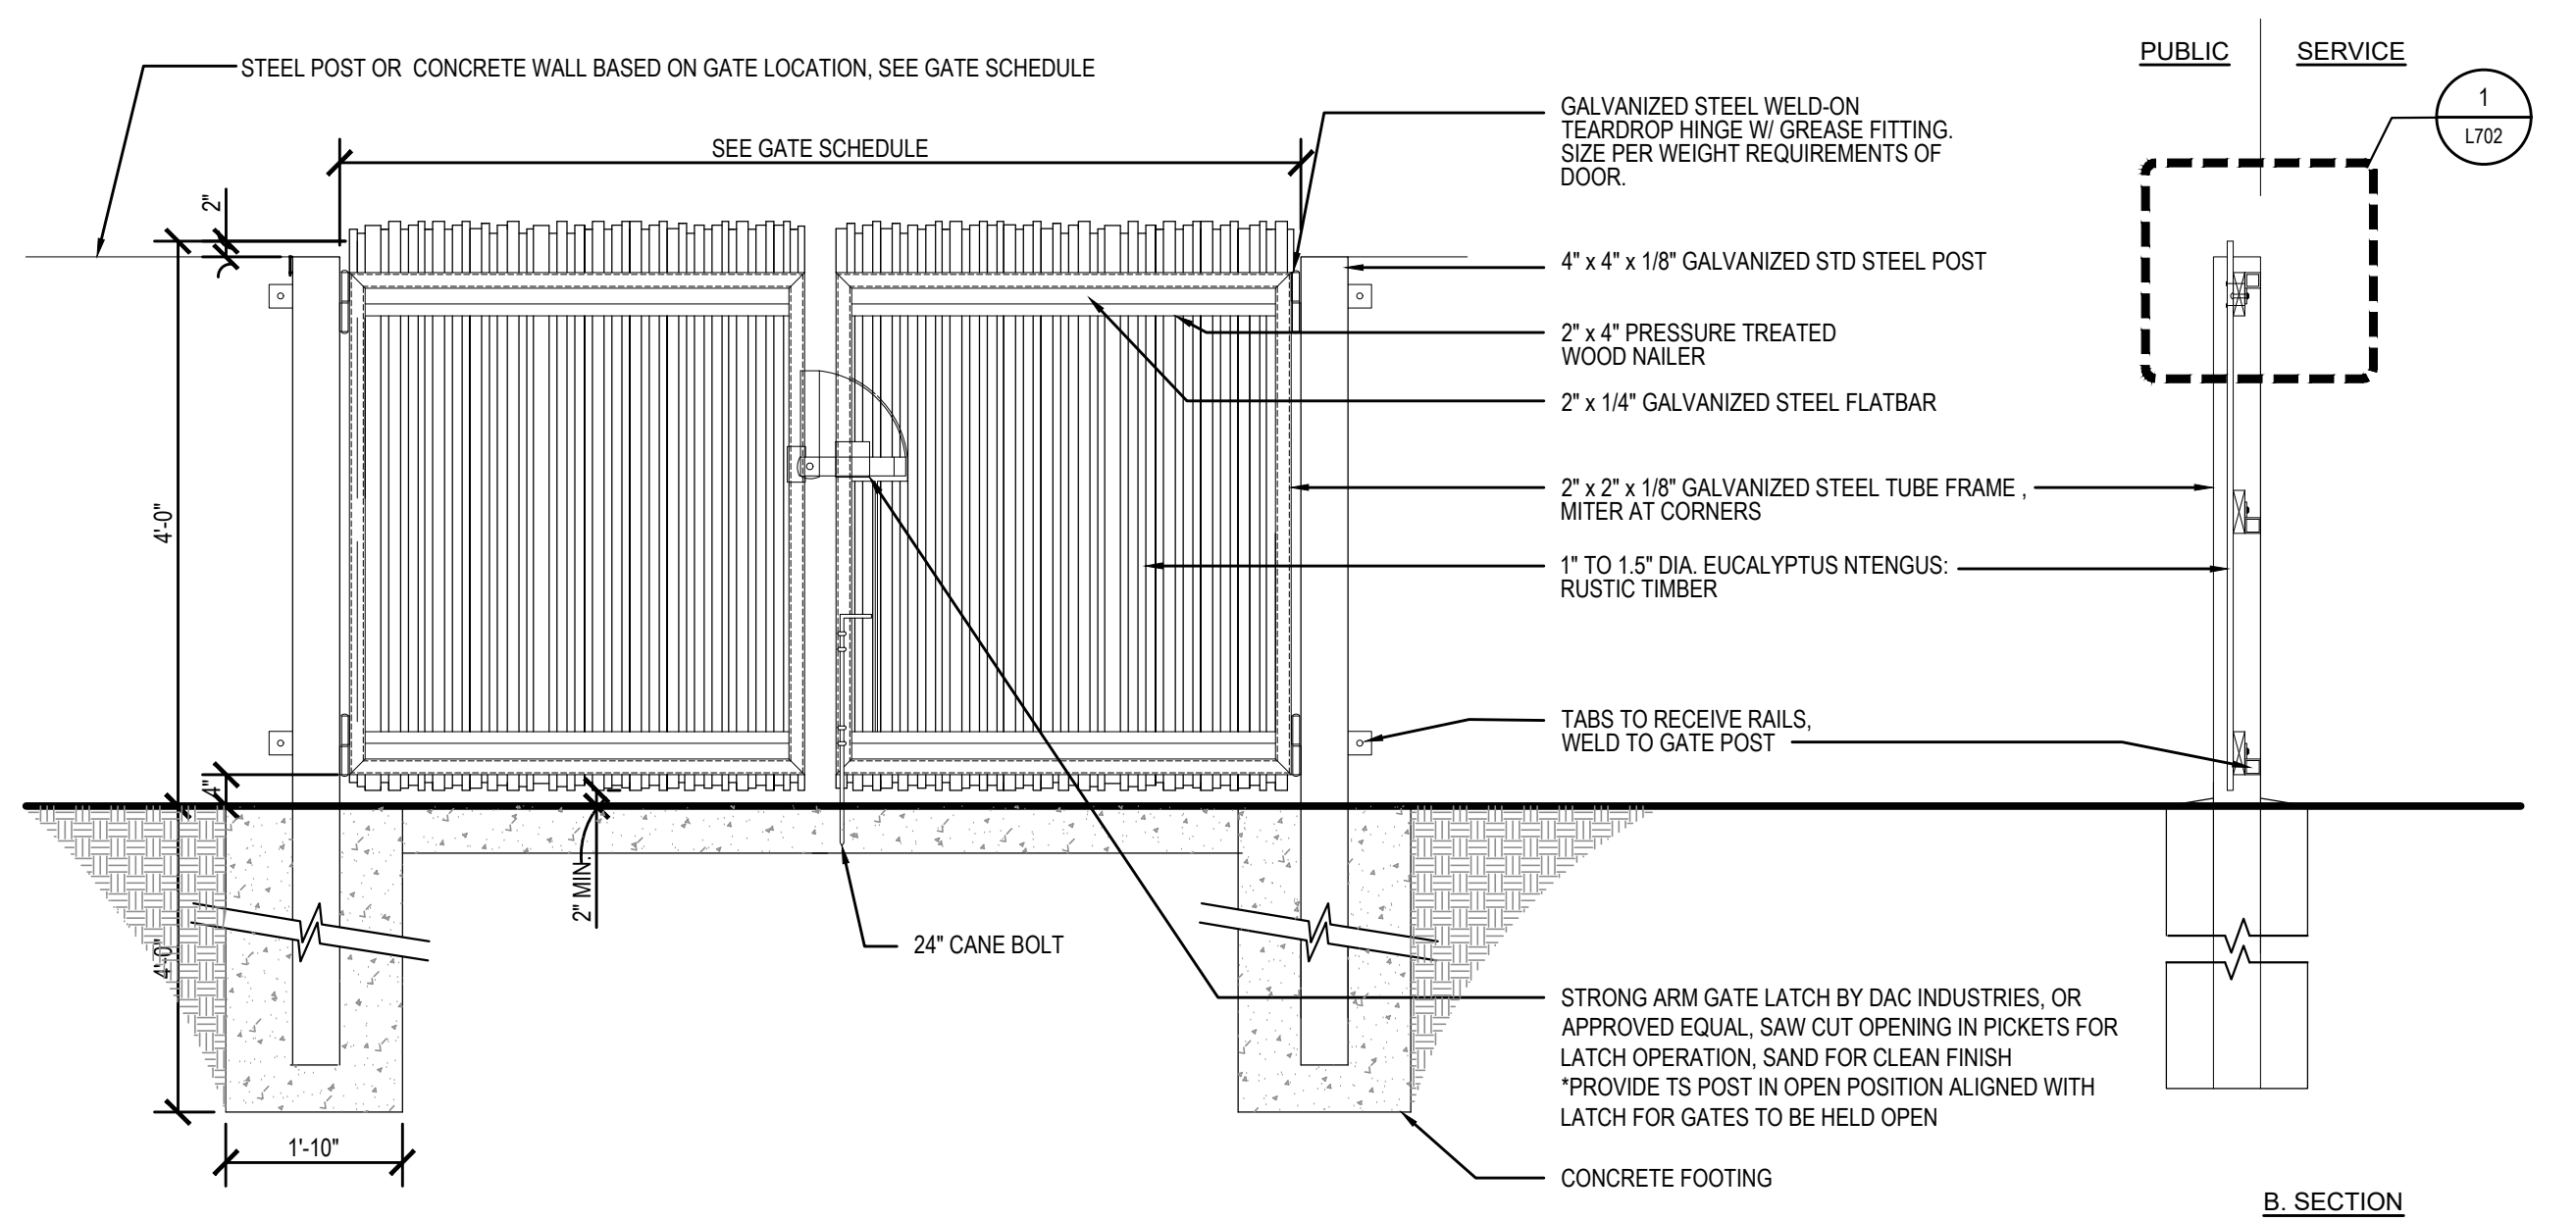 STEEL POST OR CONCRETE WALL BASED ON GATE LOCATION, SEE GATE SCHEDULE
SEE GATE SCHEDULE
2"
4'-0"
4"
2" MIN.
4'-0"
1'-10"
24" CANE BOLT
GALVANIZED STEEL WELD-ON
TEARDROP HINGE W/ GREASE FITTING.
SIZE PER WEIGHT REQUIREMENTS OF
DOOR.
4" x 4" x 1/8" GALVANIZED STD STEEL POST
2" x 4" PRESSURE TREATED
WOOD NAILER
2" x 1/4" GALVANIZED STEEL FLATBAR
2" x 2" x 1/8" GALVANIZED STEEL TUBE FRAME ,
MITER AT CORNERS
1" TO 1.5" DIA. EUCALYPTUS NTENGUS:
RUSTIC TIMBER
TABS TO RECEIVE RAILS,
WELD TO GATE POST
STRONG ARM GATE LATCH BY DAC INDUSTRIES, OR
APPROVED EQUAL, SAW CUT OPENING IN PICKETS FOR
LATCH OPERATION, SAND FOR CLEAN FINISH
*PROVIDE TS POST IN OPEN POSITION ALIGNED WITH
LATCH FOR GATES TO BE HELD OPEN
CONCRETE FOOTING
PUBLIC
SERVICE
1
L702
B. SECTION